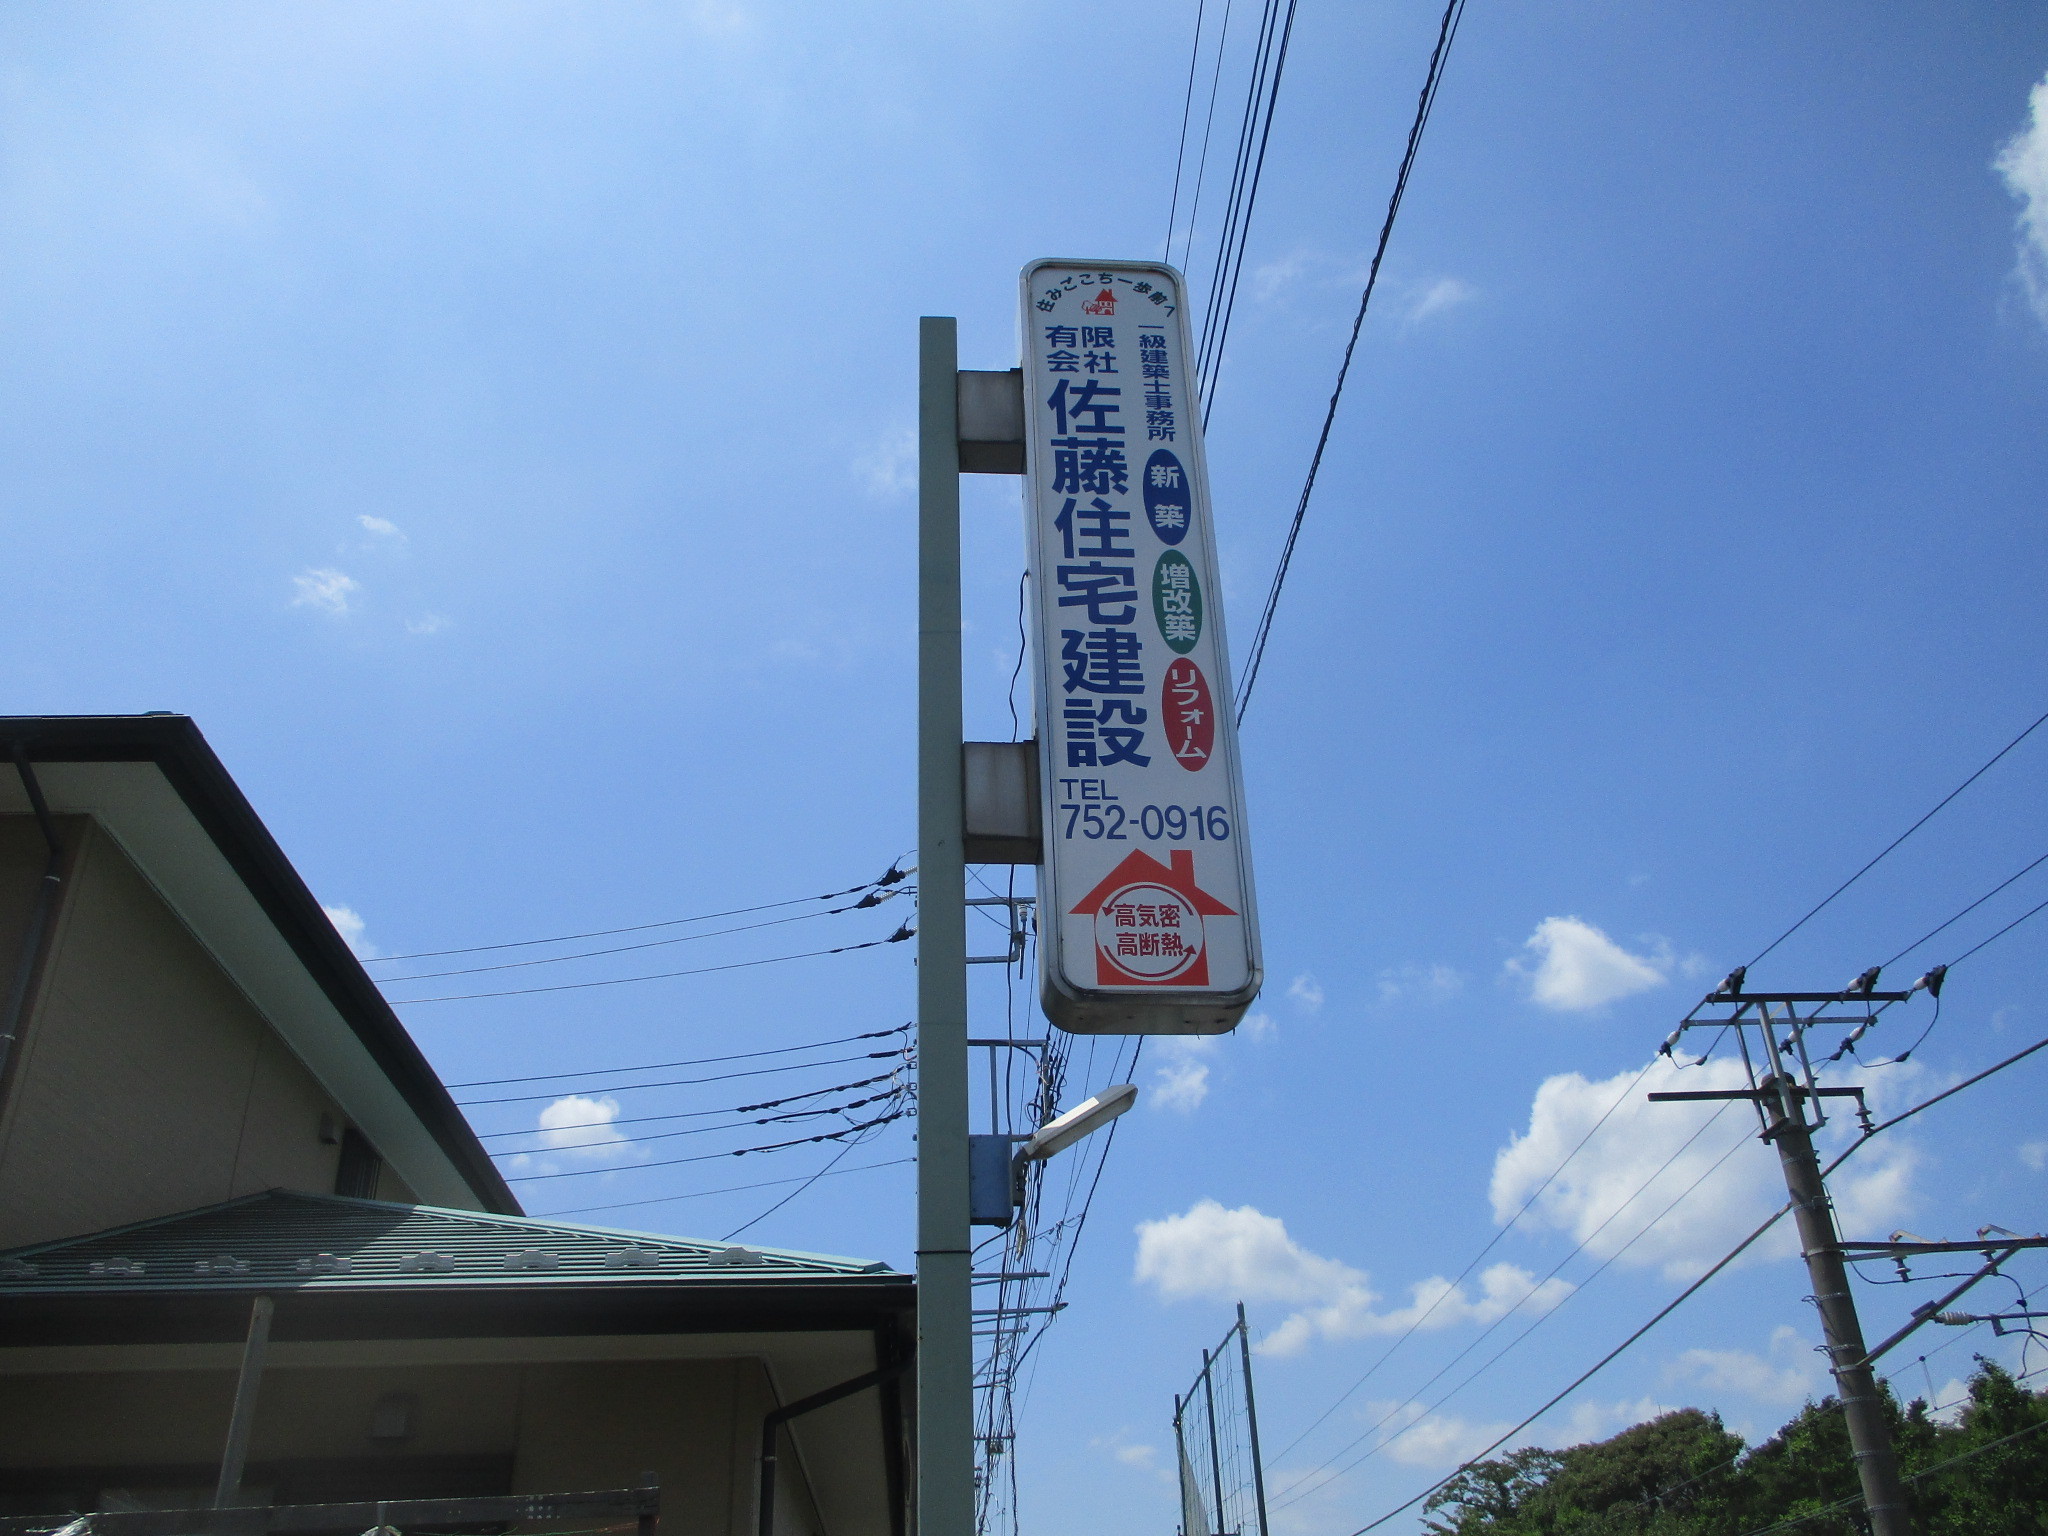 住みごこち一歩前へ
一級建築士事務所
有限会社
佐藤住宅建設
新築
増改築
リフォーム
TEL
752-0916
高気密
高断熱